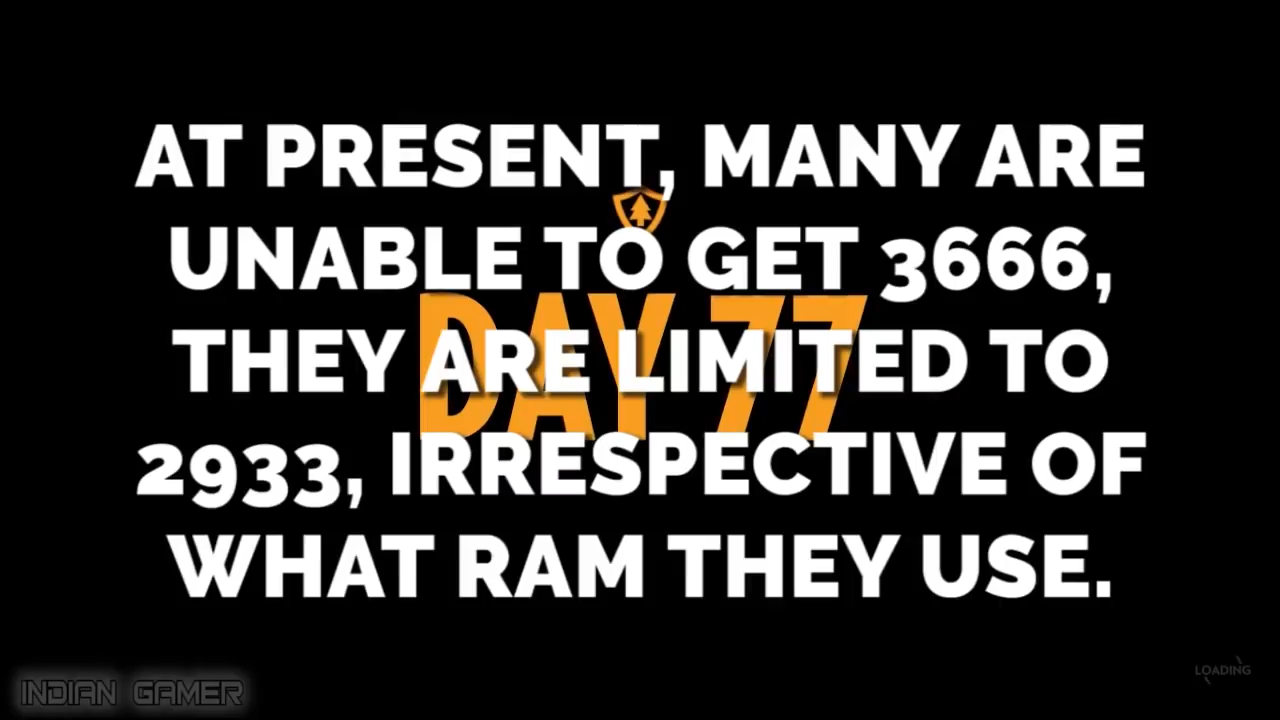 AT PRESENT, MANY ARE
UNABLE TO GET 3666,
DAY 77
THEY ARE LIMITED TO
2933, IRRESPECTIVE OF
WHAT RAM THEY USE.
LOADING
INDIAN GAMER